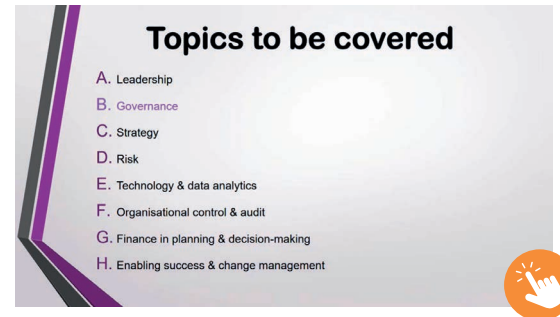 Topics to be covered
A. Leadership
B. Governance
C. Strategy
D. Risk
E. Technology & data analytics
F. Organisational control & audit
G. Finance in planning & decision-making
H. Enabling success & change management